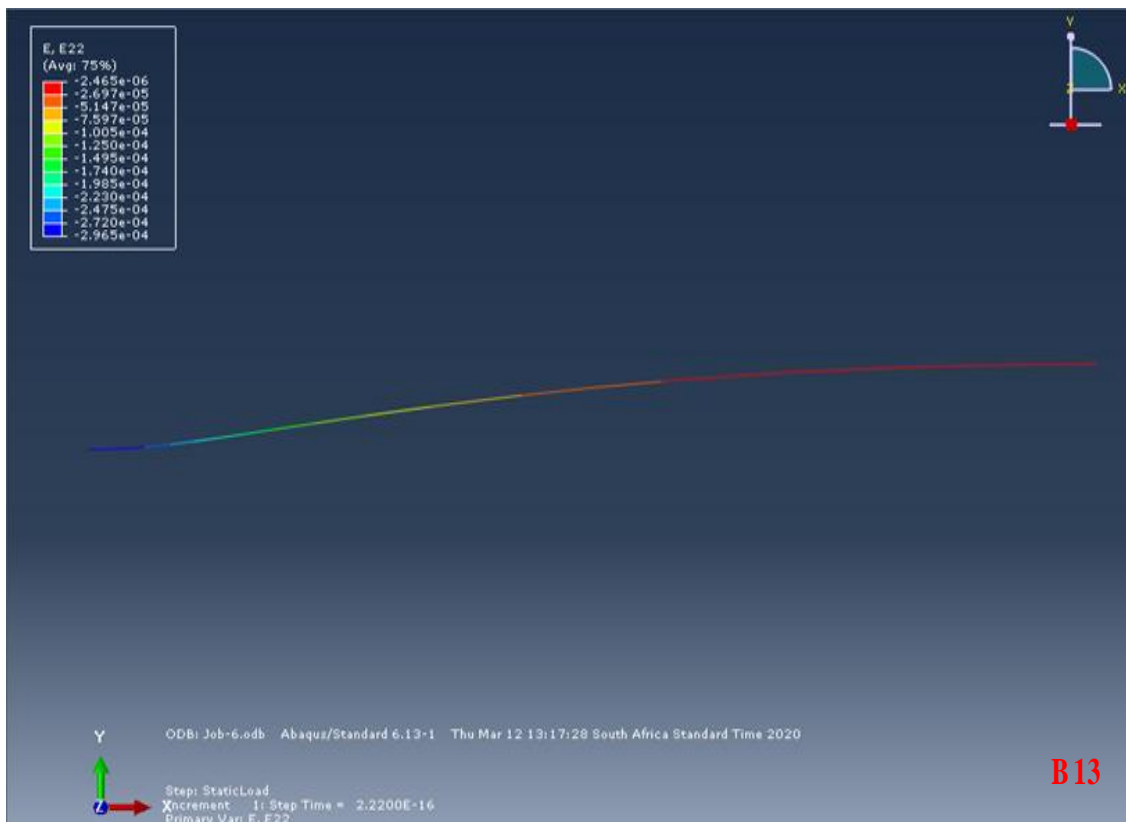 E, E22
(Avg: 75%)
-2.465e-06
-2.697e-05
-5.147e-05
-7.597e-05
-1.005e-04
-1.250e-04
-1.495e-04
-1.740e-04
-1.985e-04
-2.230e-04
-2.475e-04
-2.720e-04
-2.965e-04
Y
Z X
Y
ODB: Job-6.odb Abaqus/Standard 6.13-1 Thu Mar 12 13:17:28 South Africa Standard Time 2020
B 13
Step: StaticLoad
Z Xncrement 1: Step Time = 2.2200E-16
Primary Var: E, E22